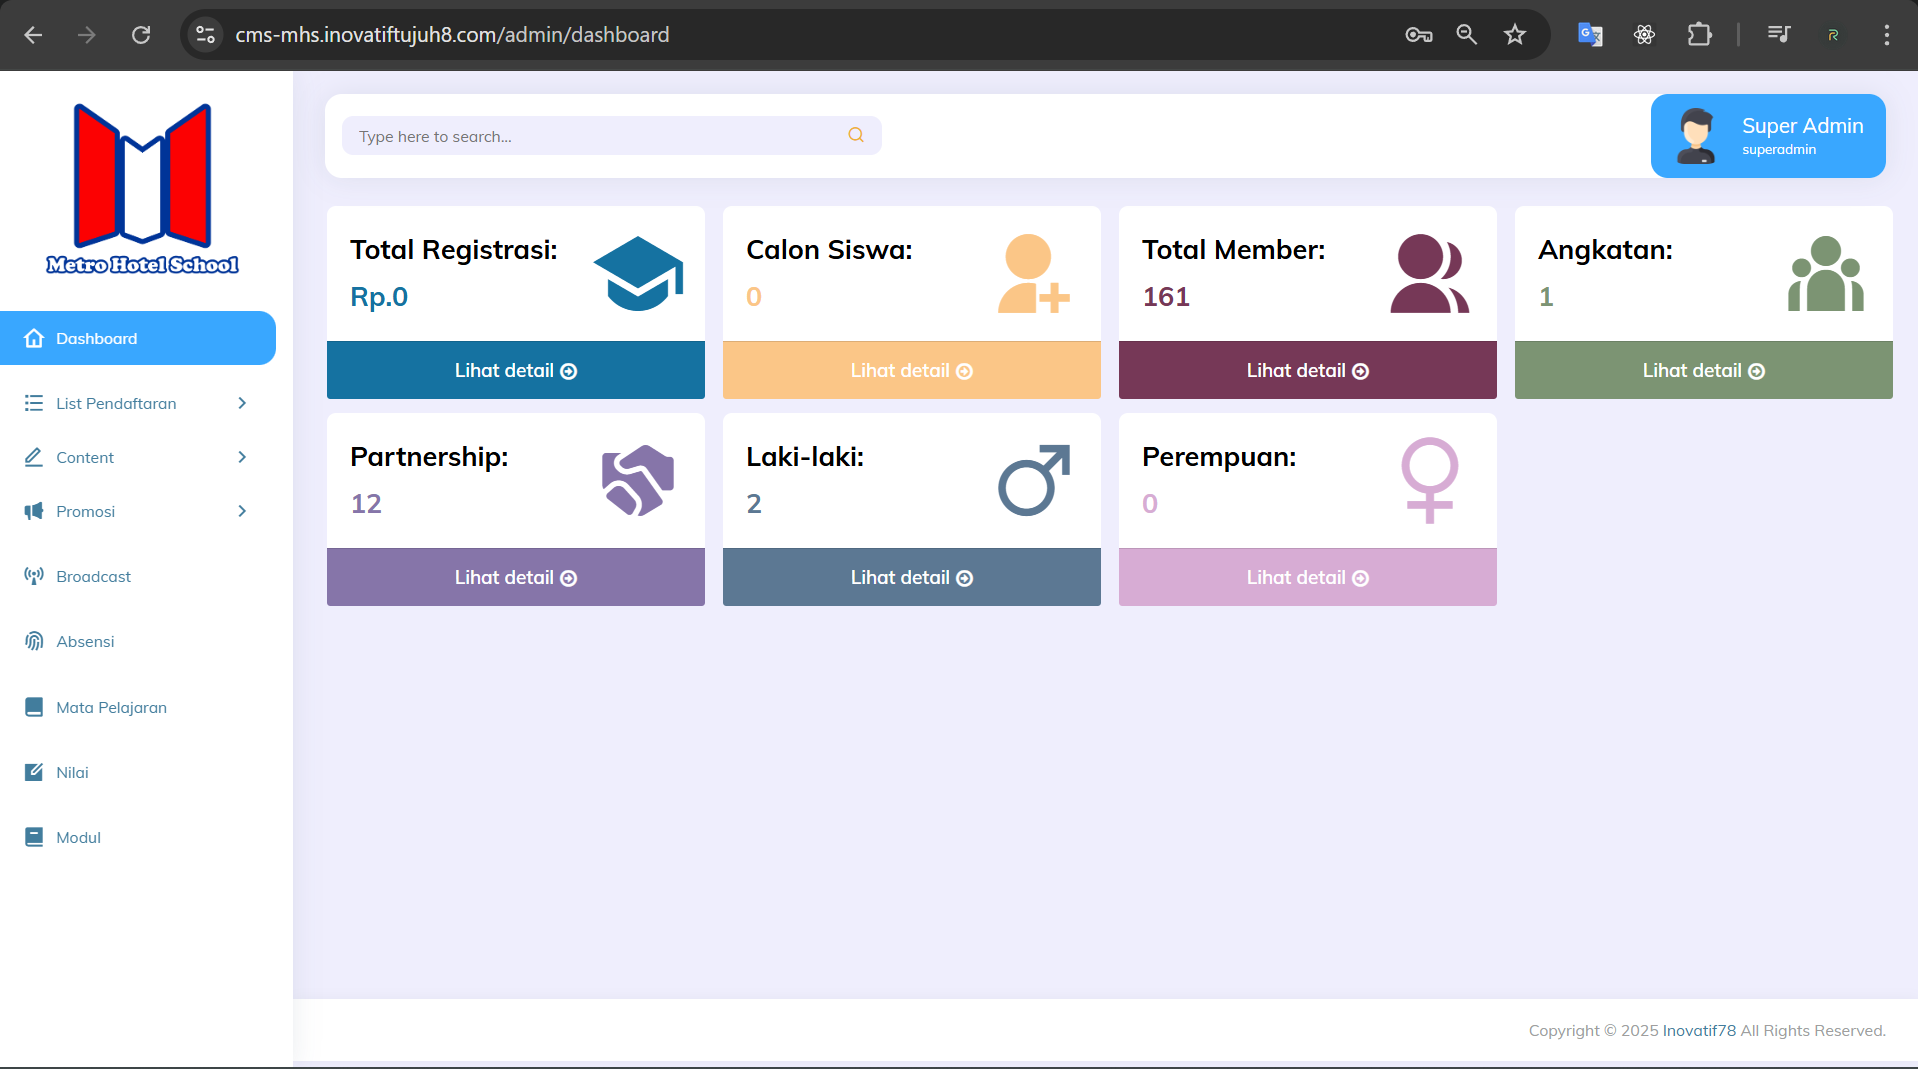 cms-mhs.inovatiftujuh8.com/admin/dashboard
Metro Hotel School
Dashboard
List Pendaftaran
Content
Promosi
Broadcast
Absensi
Mata Pelajaran
Nilai
Modul
Type here to search...
Super Admin
superadmin
Total Registrasi:
Rp.0
Lihat detail
Calon Siswa:
0
Lihat detail
Total Member:
161
Lihat detail
Angkatan:
1
Lihat detail
Partnership:
12
Lihat detail
Laki-laki:
2
Lihat detail
Perempuan:
0
Lihat detail
Copyright © 2025 Inovatif78 All Rights Reserved.